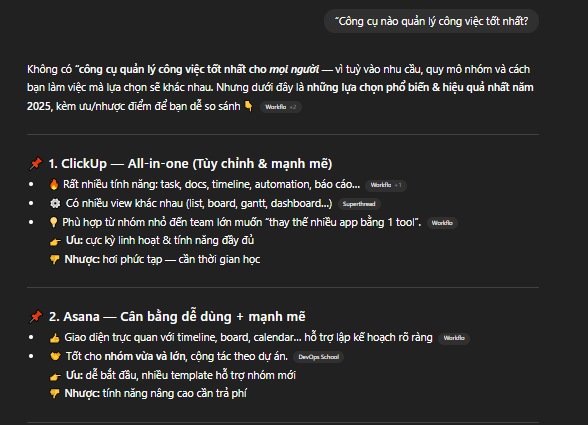 “Công cụ nào quản lý công việc tốt nhất?
Không có “công cụ quản lý công việc tốt nhất cho mọi người — vì tuỳ vào nhu cầu, quy mô nhóm và cách
bạn làm việc mà lựa chọn sẽ khác nhau. Nhưng dưới đây là những lựa chọn phổ biến & hiệu quả nhất năm
2025, kèm ưu/nhược điểm để bạn dễ so sánh 👇 Workflo +2
📌 1. ClickUp — All-in-one (Tùy chỉnh & mạnh mẽ)
• 🔥 Rất nhiều tính năng: task, docs, timeline, automation, báo cáo… Workflo +1
• ⚙️ Có nhiều view khác nhau (list, board, gantt, dashboard…) Superthread
• 💡 Phù hợp từ nhóm nhỏ đến team lớn muốn “thay thế nhiều app bằng 1 tool”. Workflo
👉 Ưu: cực kỳ linh hoạt & tính năng đầy đủ
👎 Nhược: hơi phức tạp — cần thời gian học
📌 2. Asana — Cân bằng dễ dùng + mạnh mẽ
• 👍 Giao diện trực quan với timeline, board, calendar… hỗ trợ lập kế hoạch rõ ràng Workflo
• 🤝 Tốt cho nhóm vừa và lớn, cộng tác theo dự án. DevOps School
👉 Ưu: dễ bắt đầu, nhiều template hỗ trợ nhóm mới
👎 Nhược: tính năng nâng cao cần trả phí